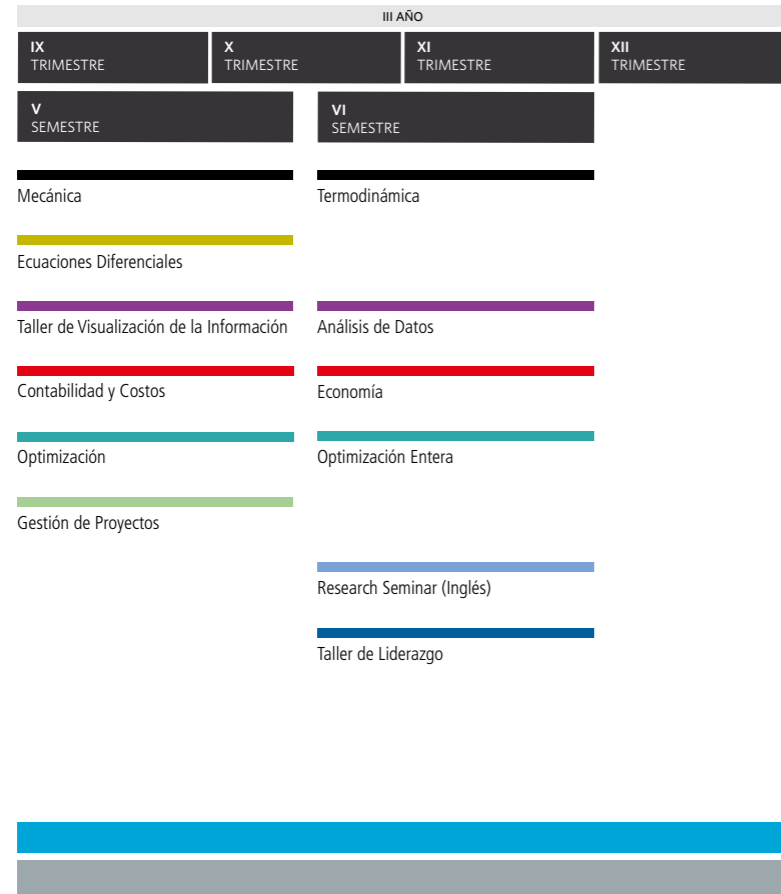 III AÑO
IX
TRIMESTRE
X
TRIMESTRE
XI
TRIMESTRE
XII
TRIMESTRE
V
SEMESTRE
VI
SEMESTRE
Mecánica
Termodinámica
Ecuaciones Diferenciales
Taller de Visualización de la Información
Análisis de Datos
Contabilidad y Costos
Economía
Optimización
Optimización Entera
Gestión de Proyectos
Research Seminar (Inglés)
Taller de Liderazgo